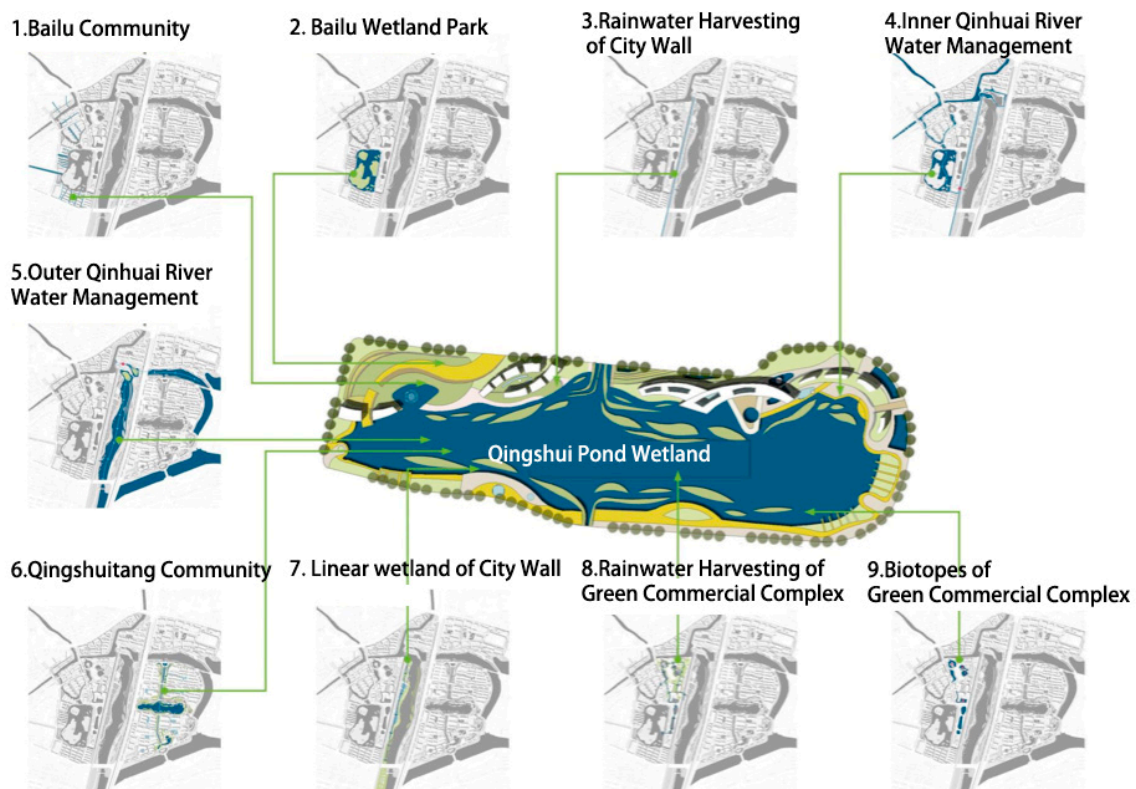 1.Bailu Community
2. Bailu Wetland Park
3.Rainwater Harvesting
of City Wall
4.Inner Qinhuai River
Water Management
5.Outer Qinhuai River
Water Management
Qingshui Pond Wetland
6.Qingshuitang Community
7. Linear wetland of City Wall
8.Rainwater Harvesting of
Green Commercial Complex
9.Biotopes of
Green Commercial Complex